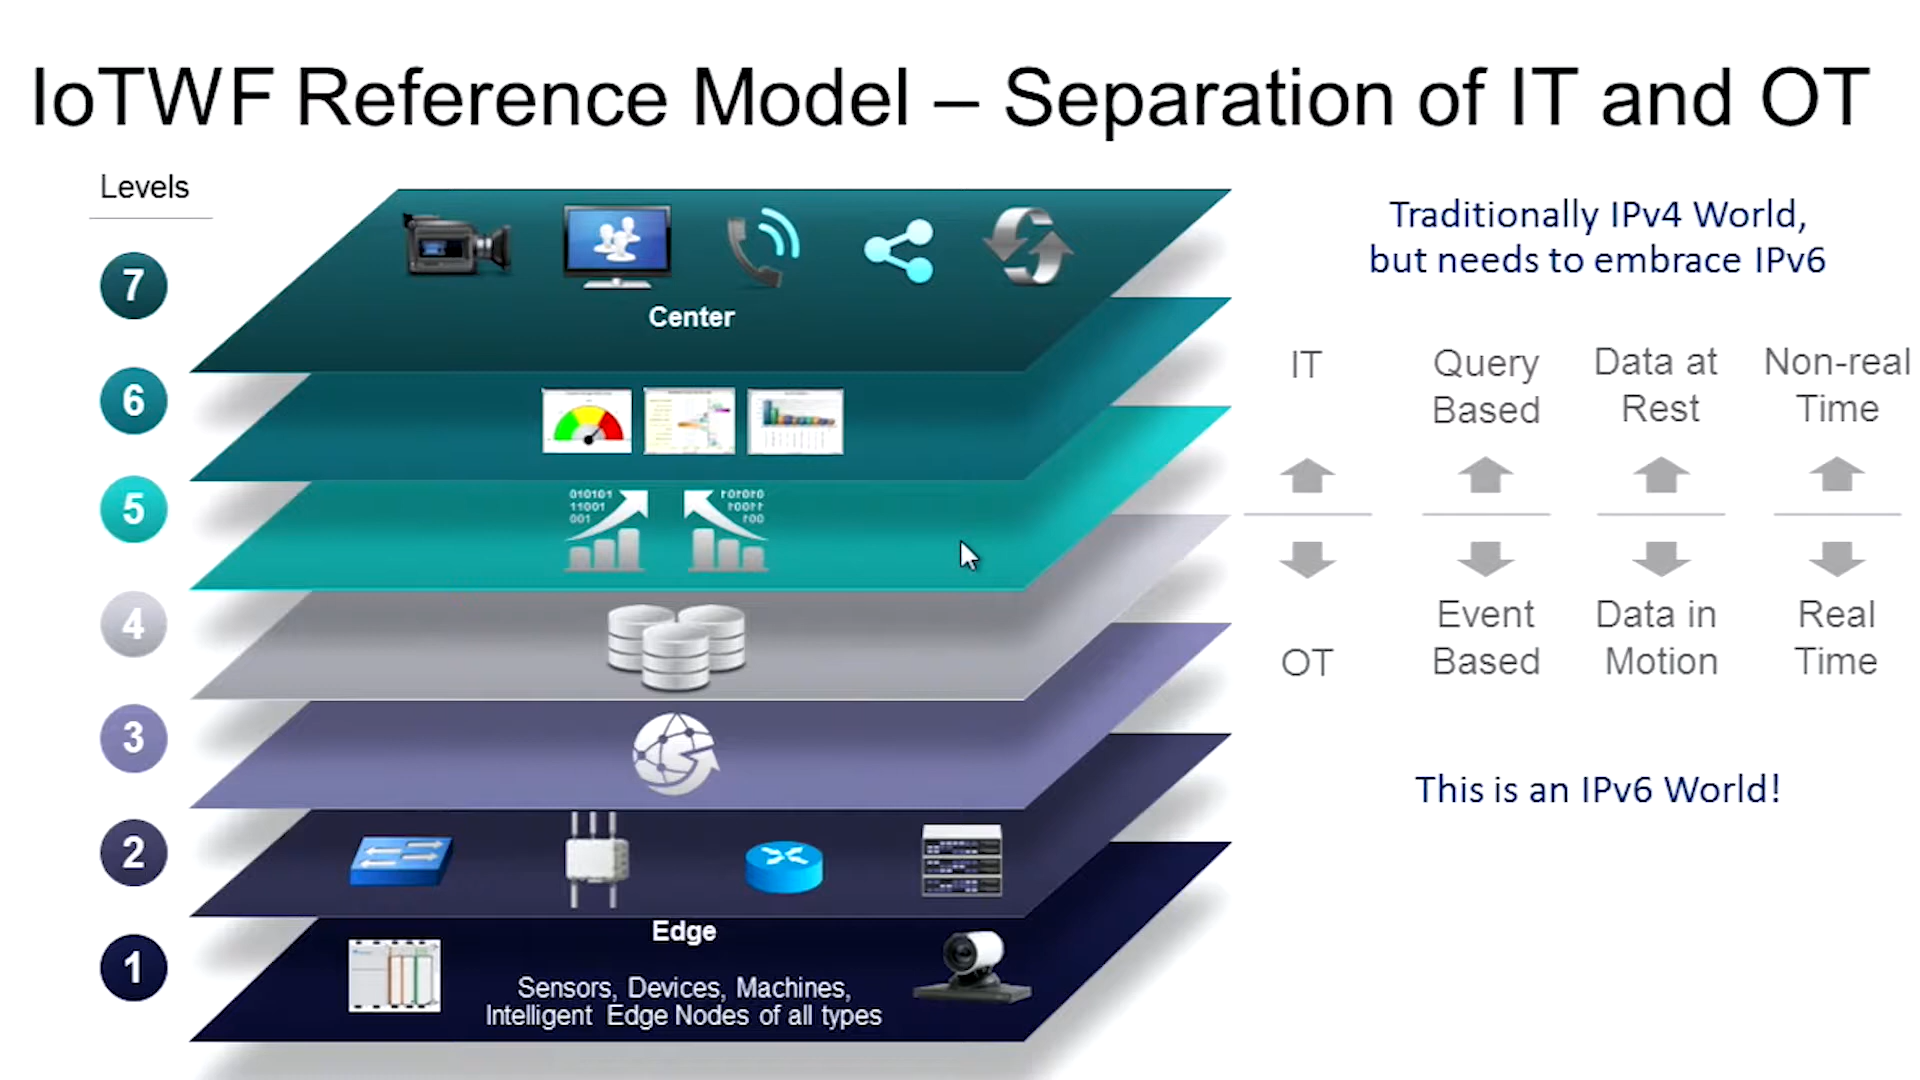 IoTWF Reference Model – Separation of IT and OT
Levels
7
6
5
4
3
2
1
Center
010101
11001
001
Edge
Sensors, Devices, Machines,
Intelligent Edge Nodes of all types
Traditionally IPv4 World,
but needs to embrace IPv6
IT
Query
Based
Data at
Rest
Non-real
Time
OT
Event
Based
Data in
Motion
Real
Time
This is an IPv6 World!